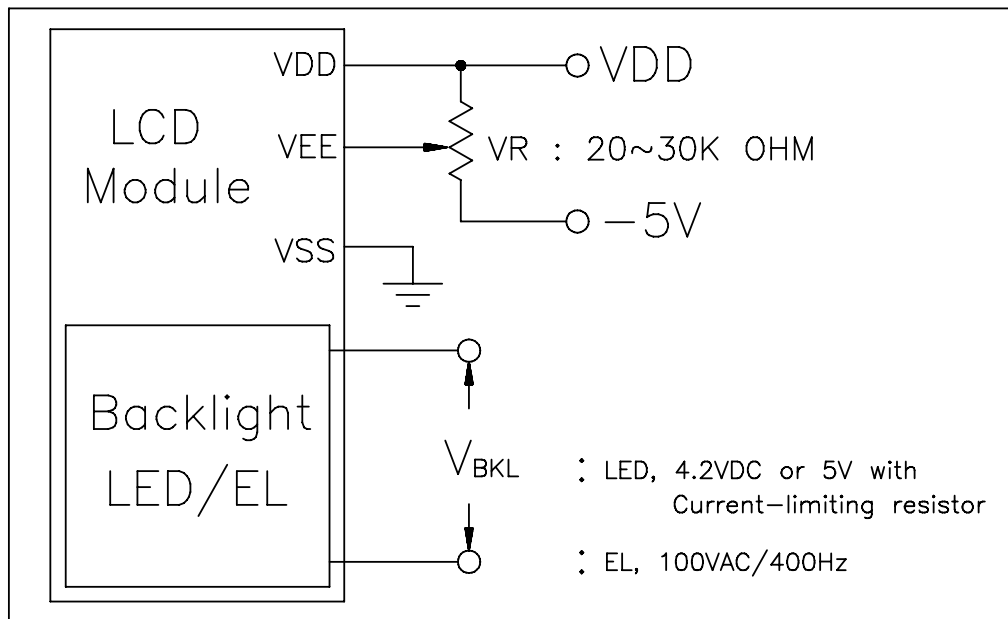 VDD
VDD
LCD
Module
VEE
VR : 20~30K OHM
-5V
VSS
Backlight
LED/EL
VBKL
: LED, 4.2VDC or 5V with
Current-limiting resistor
: EL, 100VAC/400Hz